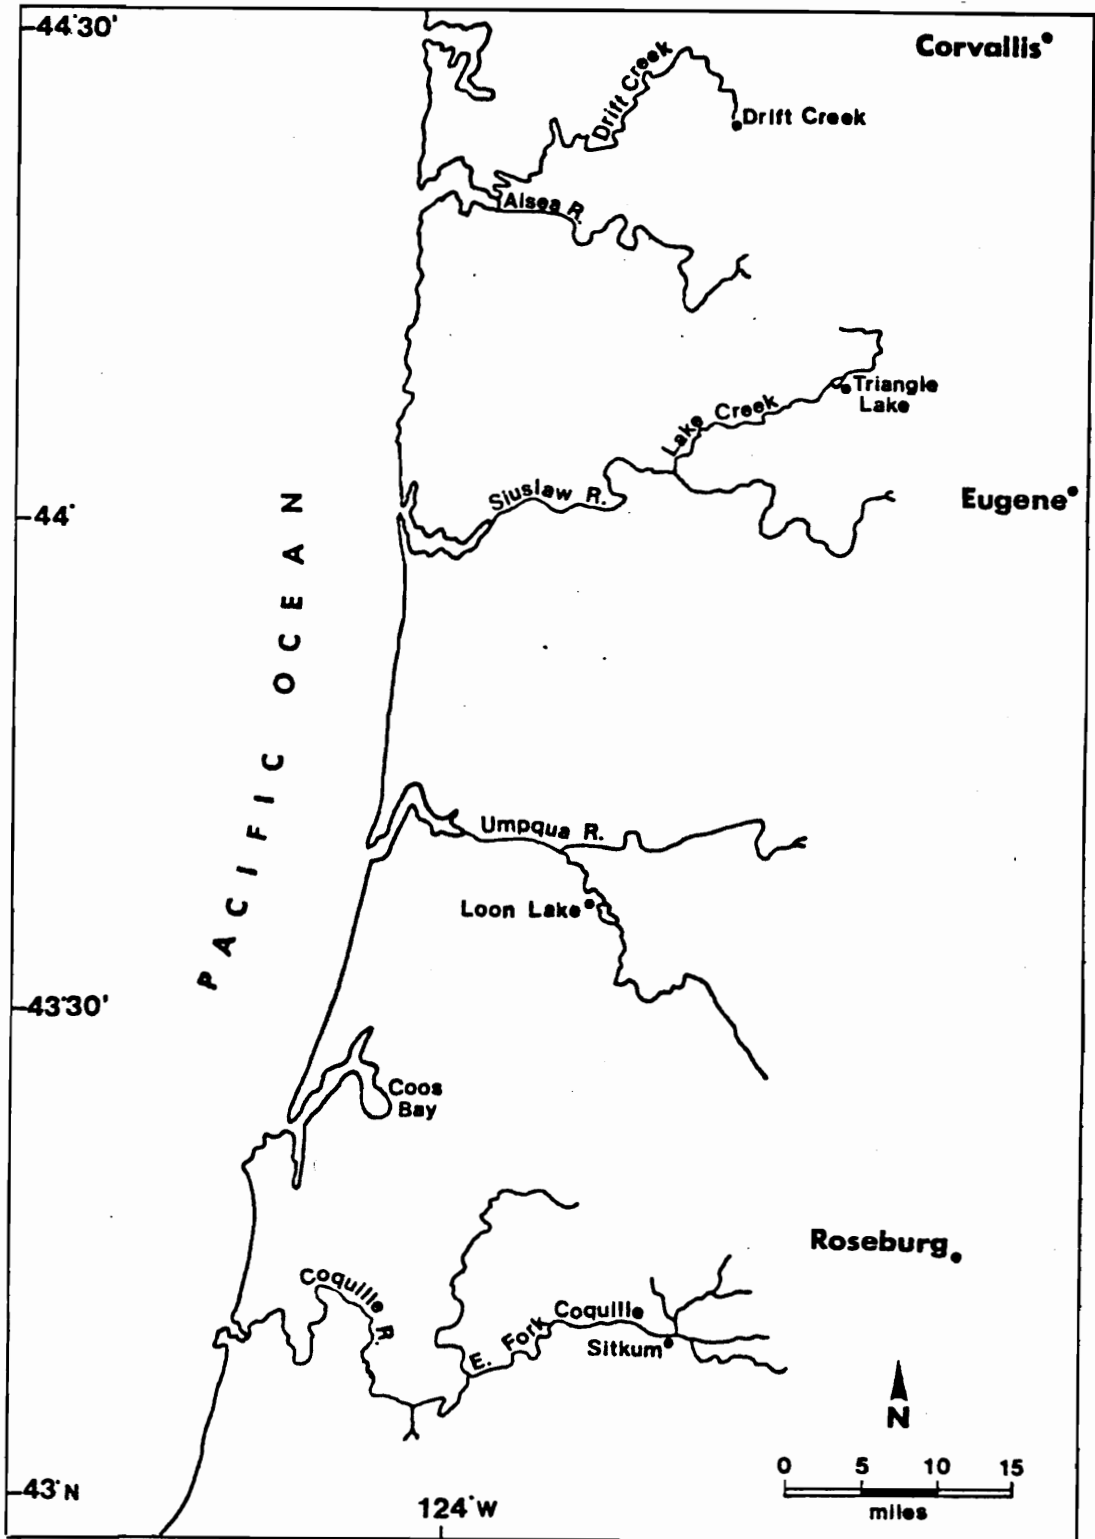 44°30'
Corvallis
Drift Creek
Drift Creek
Alsea R.
Triangle
Lake
Lake Creek
Siuslaw R.
Eugene
44°
PACIFIC OCEAN
Umpqua R.
Loon Lake
43°30'
Coos
Bay
Roseburg
Coquille R.
E. Fork Coquille
Sitkum
N
0 5 10 15
miles
43°N
124°W